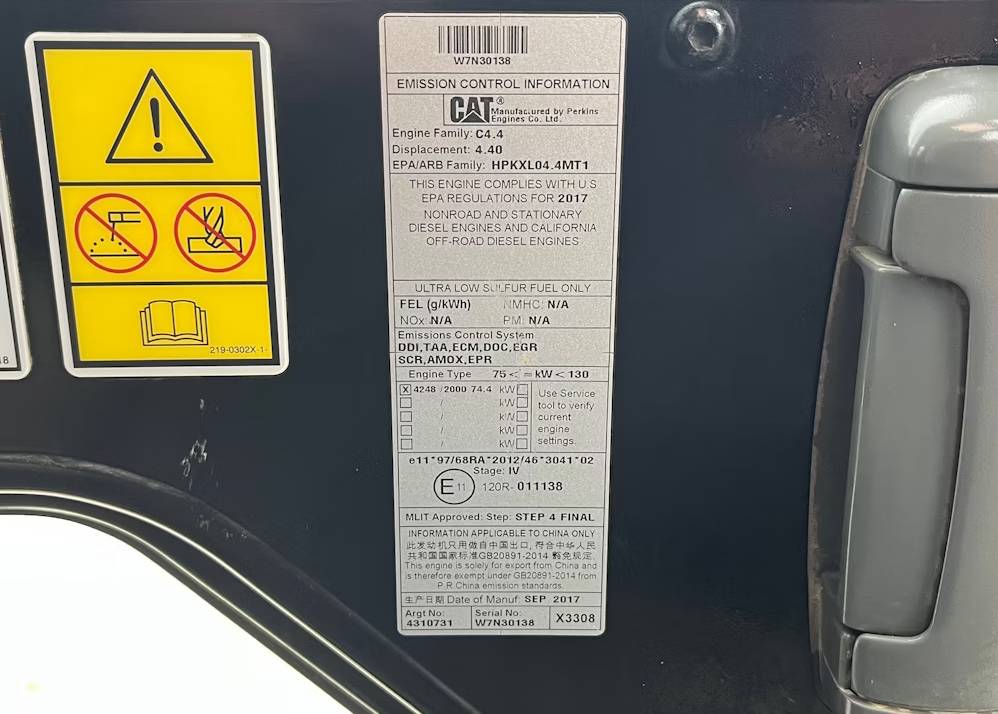 8
219-0302X-1
W7N30138
EMISSION CONTROL INFORMATION
CAT® Manufactured by Perkins
Engines Co. Ltd.
Engine Family: C4.4
Displacement: 4.40
EPA/ARB Family: HPKXL04.4MT1
THIS ENGINE COMPLIES WITH U.S
EPA REGULATIONS FOR 2017
NONROAD AND STATIONARY
DIESEL ENGINES AND CALIFORNIA
OFF-ROAD DIESEL ENGINES
ULTRA LOW SULFUR FUEL ONLY
FEL (g/kWh) NMHC: N/A
NOx: N/A PM: N/A
Emissions Control System
DDI,TAA,ECM,DOC,EGR
SCR,AMOX,EPR
Engine Type 75 < = kW < 130
X 4248 /2000 74.4 kW
/ kW
/ kW
/ kW
/ kW
Use Service
tool to verify
current
engine
settings.
e11*97/68RA*2012/46*3041*02
Stage: IV
E 11 120R- 011138
MLIT Approved: Step: STEP 4 FINAL
INFORMATION APPLICABLE TO CHINA ONLY
此发动机只用做自中国出口, 符合中华人民
共和国国家标准GB20891-2014 豁免规定.
This engine is solely for export from China and
is therefore exempt under GB20891-2014 from
P.R.China emission standards.
生产日期 Date of Manuf: SEP 2017
Argt No:
4310731
Serial No:
W7N30138
X3308